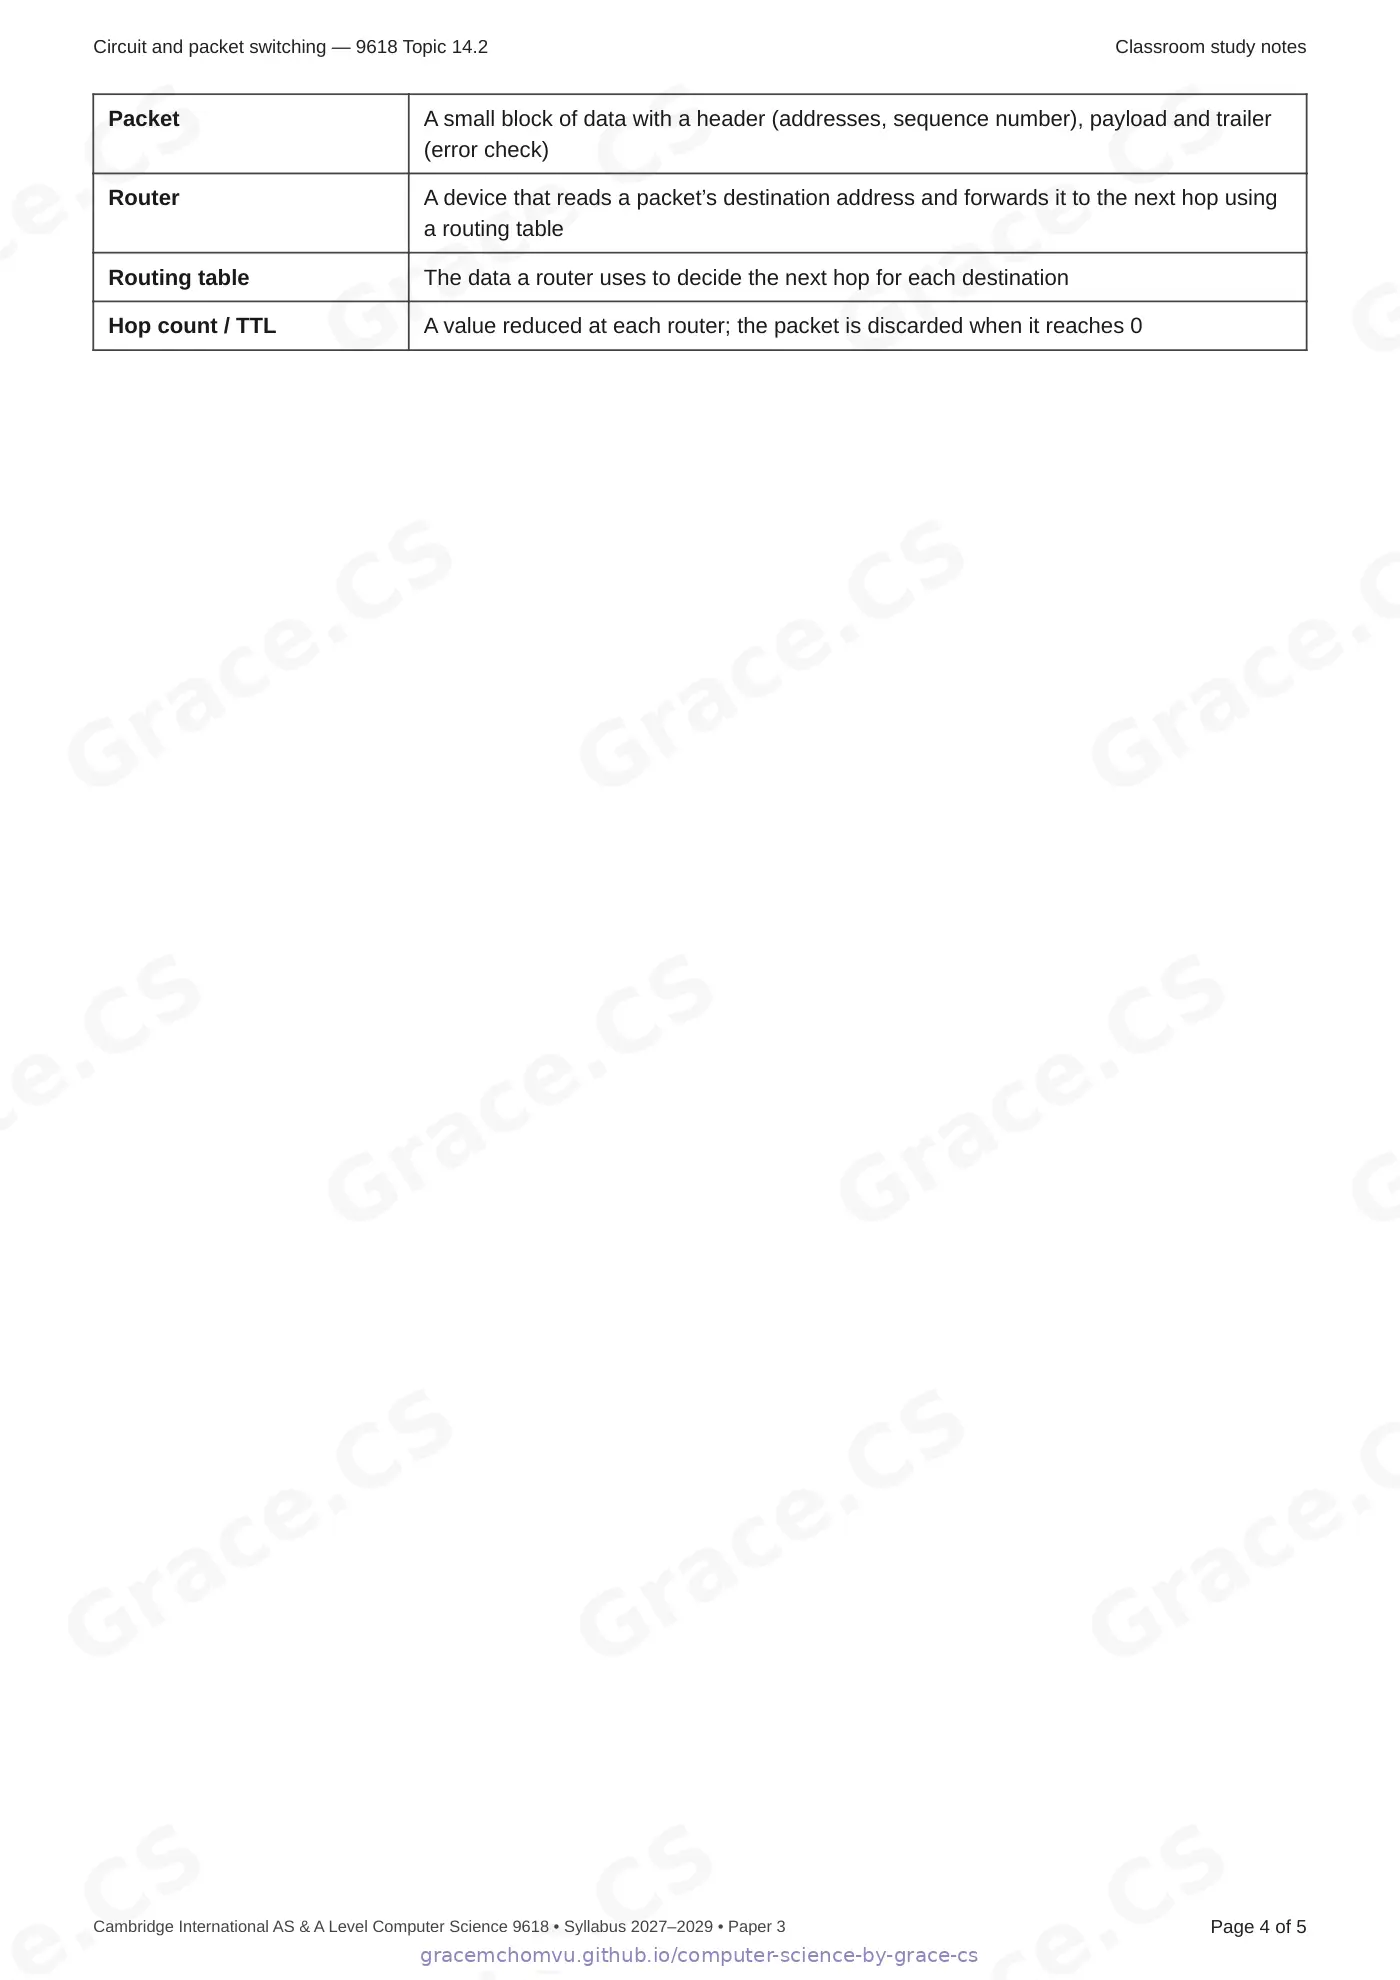 Circuit and packet switching — 9618 Topic 14.2
Classroom study notes
Packet
A small block of data with a header (addresses, sequence number), payload and trailer
(error check)
Router
A device that reads a packet’s destination address and forwards it to the next hop using
a routing table
Routing table
The data a router uses to decide the next hop for each destination
Hop count / TTL
A value reduced at each router; the packet is discarded when it reaches 0
Grace.CS
Cambridge International AS & A Level Computer Science 9618 • Syllabus 2027–2029 • Paper 3
Page 4 of 5
gracemchomvu.github.io/computer-science-by-grace-cs